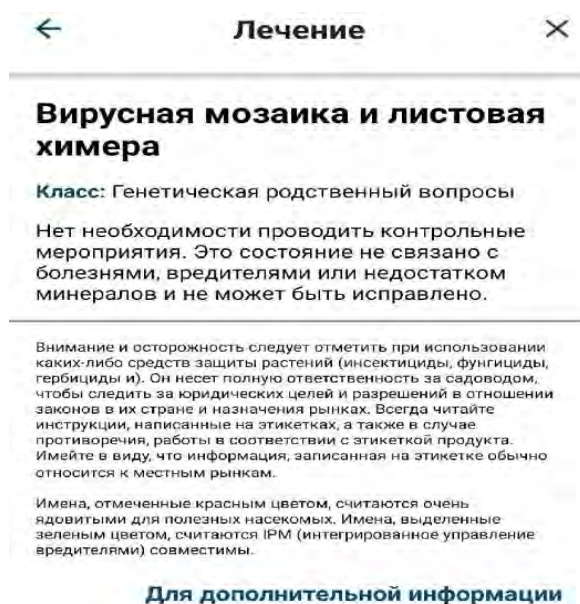 Лечение
Вирусная мозаика и листовая
химера
Класс: Генетическая родственный вопросы
Нет необходимости проводить контрольные
мероприятия. Это состояние не связано с
болезнями, вредителями или недостатком
минералов и не может быть исправлено.
Внимание и осторожность следует отметить при использовании
каких-либо средств защиты растений (инсектициды, фунгициды,
гербициды и). Он несет полную ответственность за садоводом,
чтобы следить за юридических целей и разрешений в отношении
законов в их стране и назначения рынках. Всегда читайте
инструкции, написанные на этикетках, а также в случае
противоречия, работы в соответствии с этикеткой продукта.
Имейте в виду, что информация, записанная на этикетке обычно
относится к местным рынкам.
Имена, отмеченные красным цветом, считаются очень
ядовитыми для полезных насекомых. Имена, выделенные
зеленым цветом, считаются IPM (интегрированное управление
вредителями) совместимы.
Для дополнительной информации